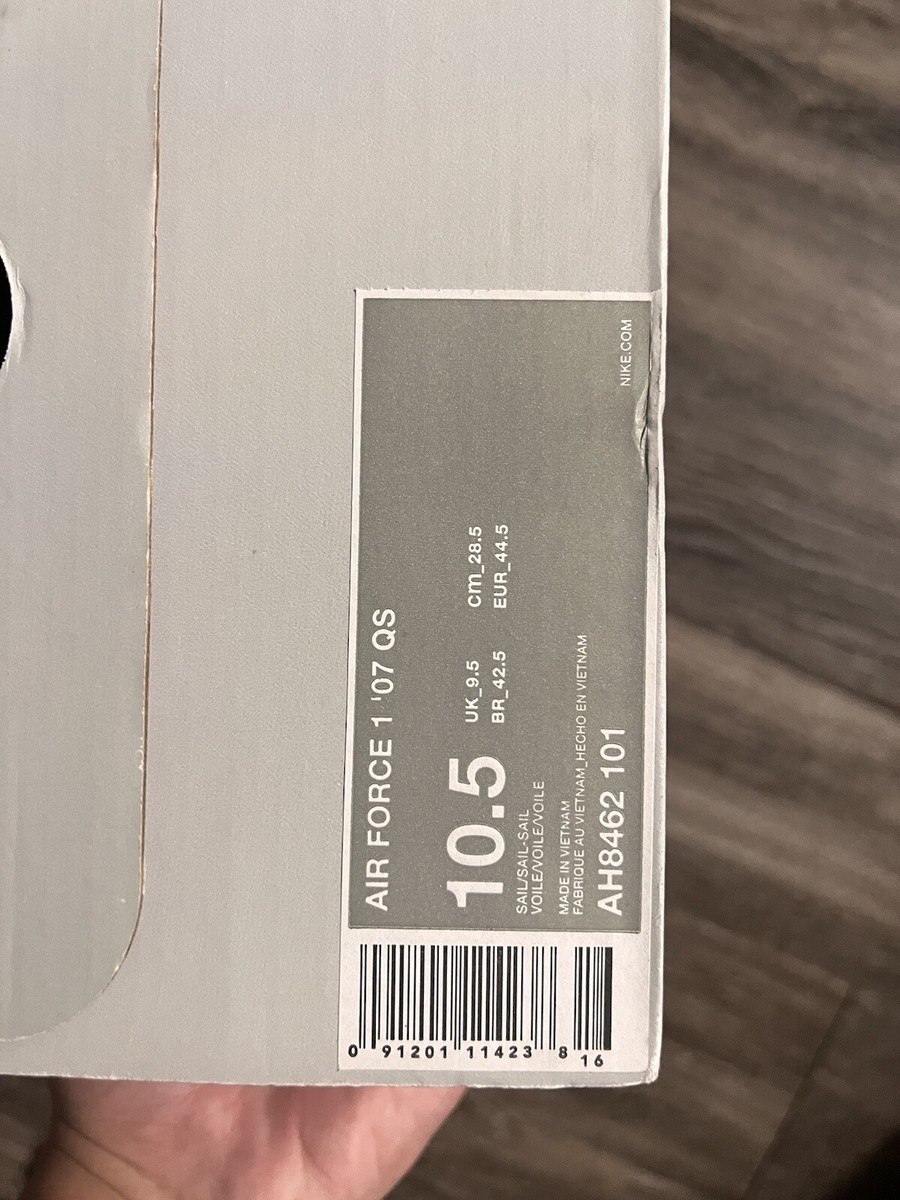 AIR FORCE 1 '07 QS
10.5
UK_9.5 cm_28.5
BR_42.5 EUR_44.5
SAIL/SAIL-SAIL
VOILE/VOILE/VOILE
MADE IN VIETNAM
FABRIQUE AU VIETNAM_HECHO EN VIETNAM
AH8462 101
NIKE.COM
0 91201 11423 8 16